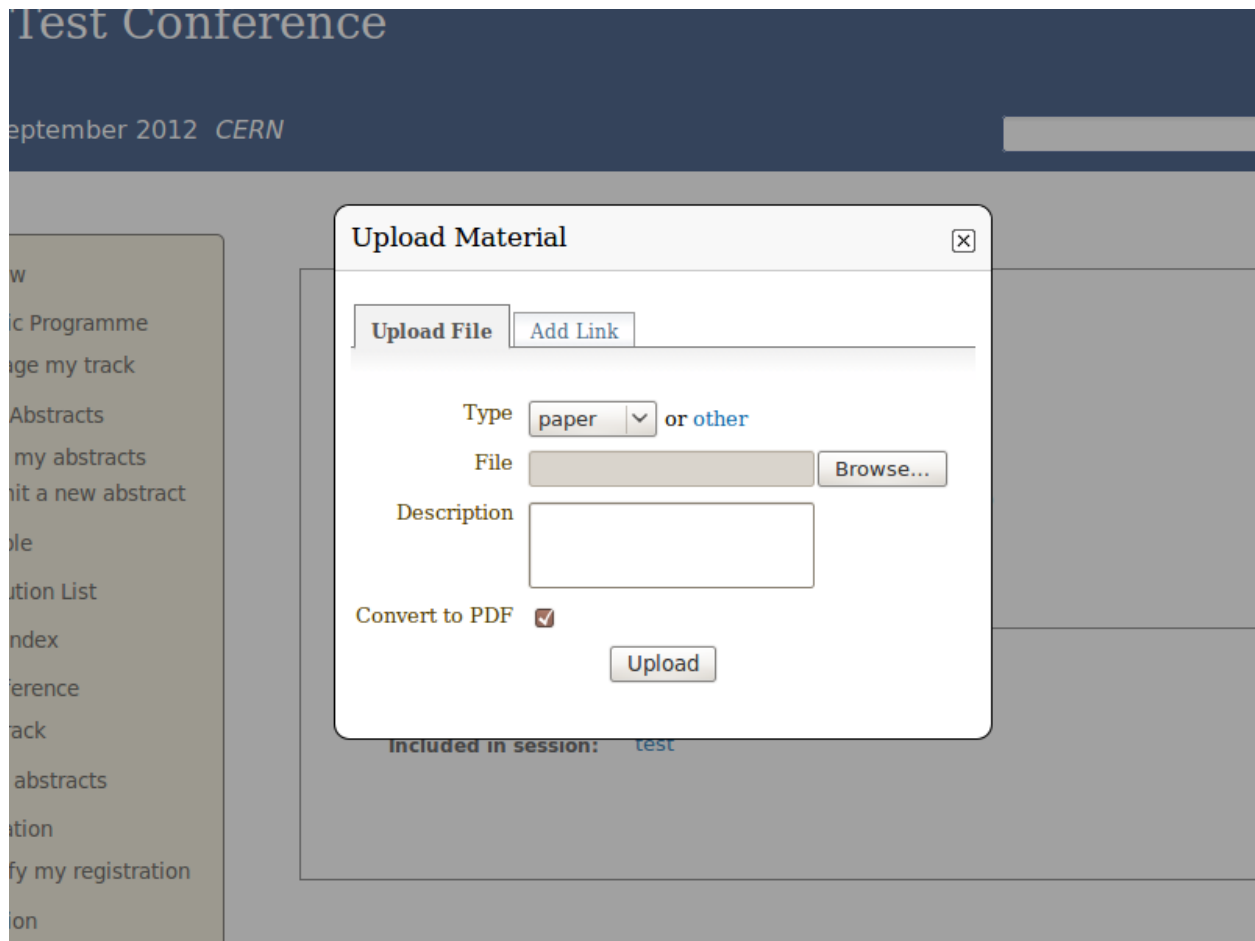 Test Conference
eptember 2012 CERN
Upload Material
w
ic Programme
age my track
Abstracts
my abstracts
nit a new abstract
ole
ution List
ndex
ference
rack
abstracts
ation
fy my registration
ion
Upload File Add Link
Type paper or other
File Browse...
Description
Convert to PDF
Upload
Included in session: test